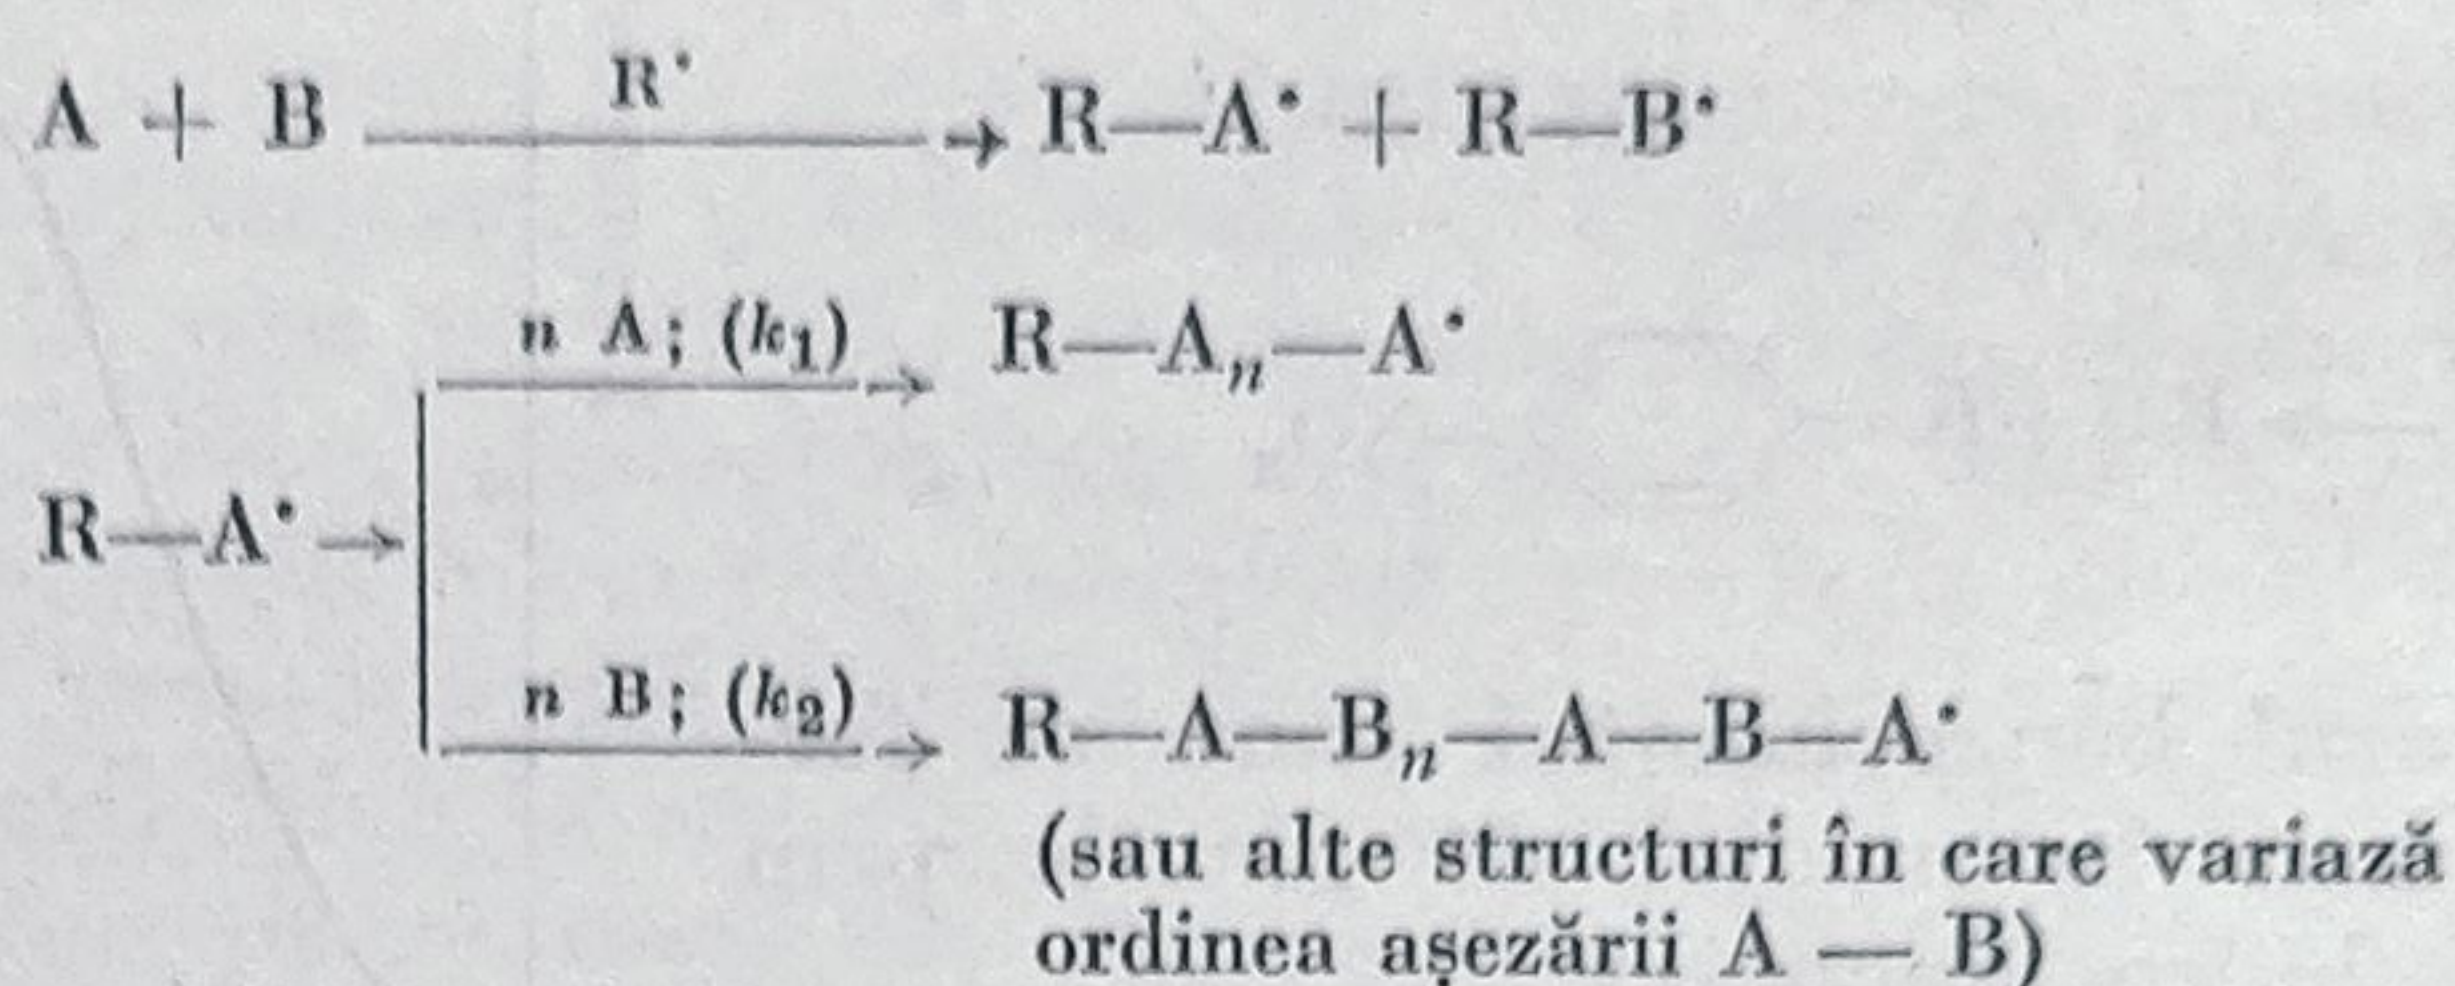 A + B R• → R—A• + R—B•
n A; (k₁) → R—Aₙ—A•
R—A• →
n B; (k₂) → R—A—Bₙ—A—B—A•
(sau alte structuri în care variază
ordinea așezării A — B)